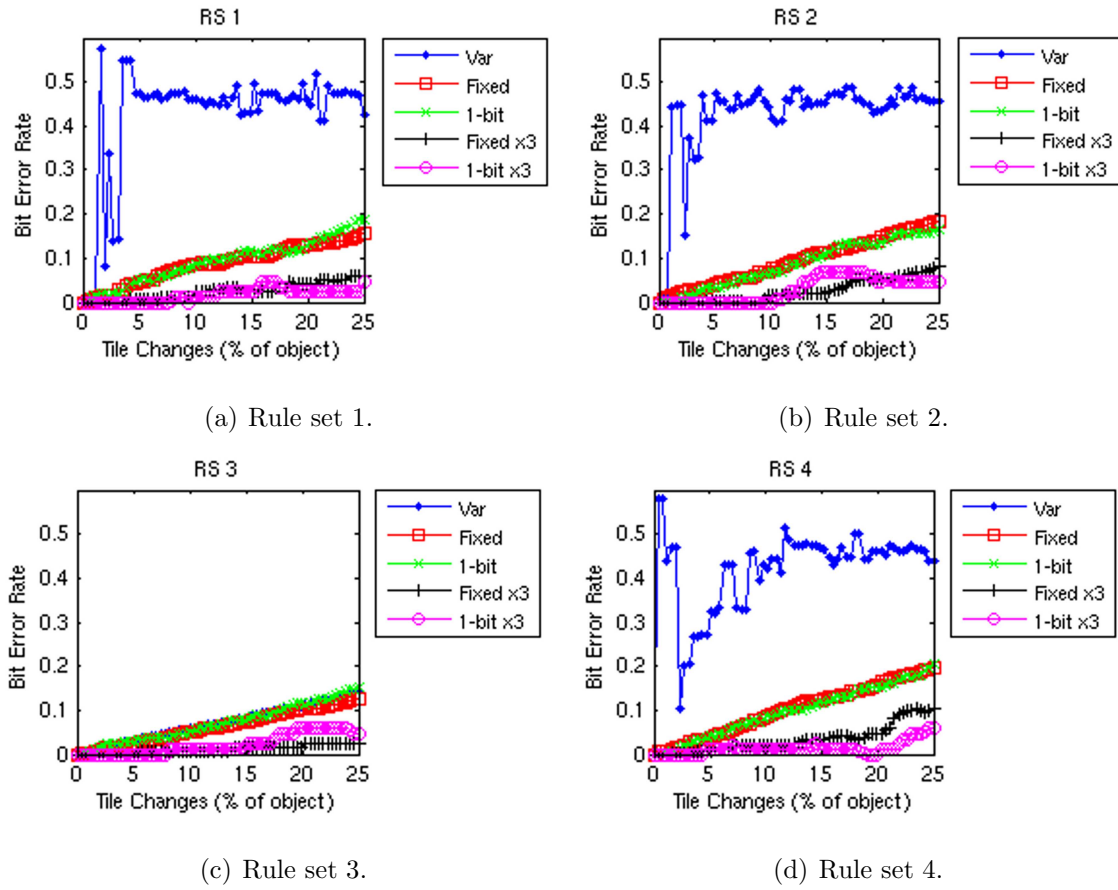 RS 1
Bit Error Rate
0.5
0.4
0.3
0.2
0.1
0
0 5 10 15 20 25
Tile Changes (% of object)
Var
Fixed
1-bit
Fixed x3
1-bit x3
(a) Rule set 1.
RS 2
Bit Error Rate
0.5
0.4
0.3
0.2
0.1
0
0 5 10 15 20 25
Tile Changes (% of object)
Var
Fixed
1-bit
Fixed x3
1-bit x3
(b) Rule set 2.
RS 3
Bit Error Rate
0.5
0.4
0.3
0.2
0.1
0
0 5 10 15 20 25
Tile Changes (% of object)
Var
Fixed
1-bit
Fixed x3
1-bit x3
(c) Rule set 3.
RS 4
Bit Error Rate
0.5
0.4
0.3
0.2
0.1
0
0 5 10 15 20 25
Tile Changes (% of object)
Var
Fixed
1-bit
Fixed x3
1-bit x3
(d) Rule set 4.